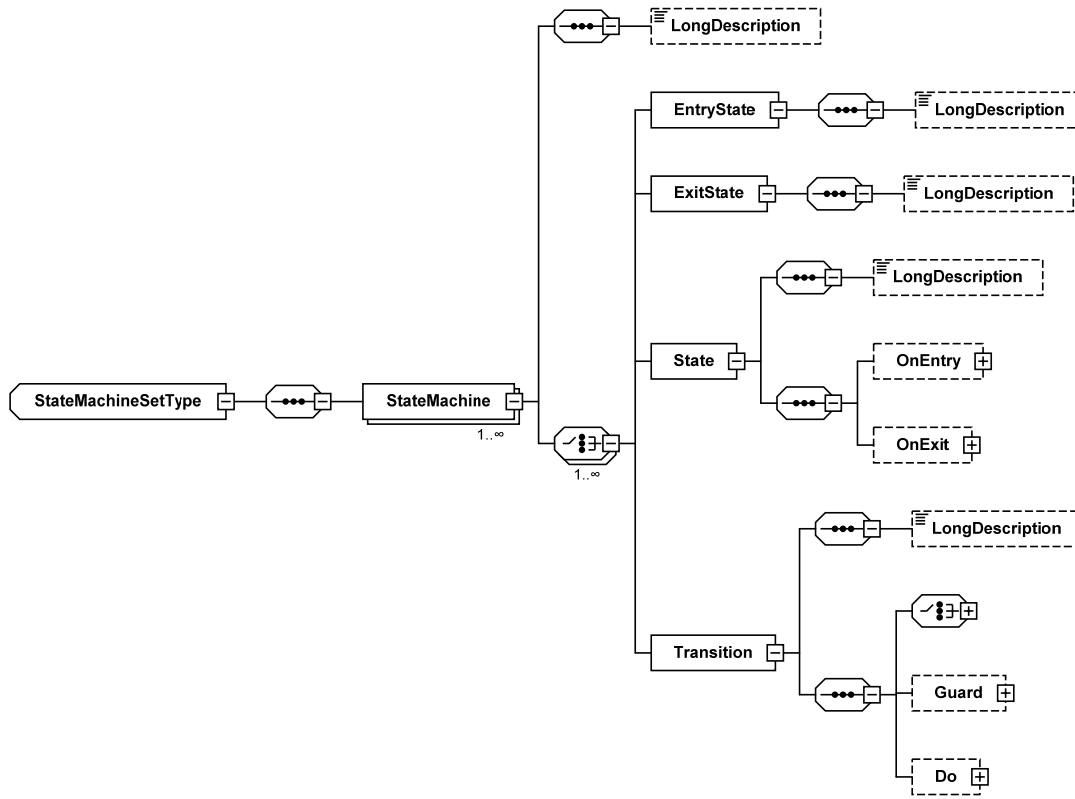 LongDescription
EntryState
LongDescription
ExitState
LongDescription
LongDescription
State
OnEntry
StateMachineSetType
StateMachine
1..∞
OnExit
1..∞
LongDescription
Transition
Guard
Do